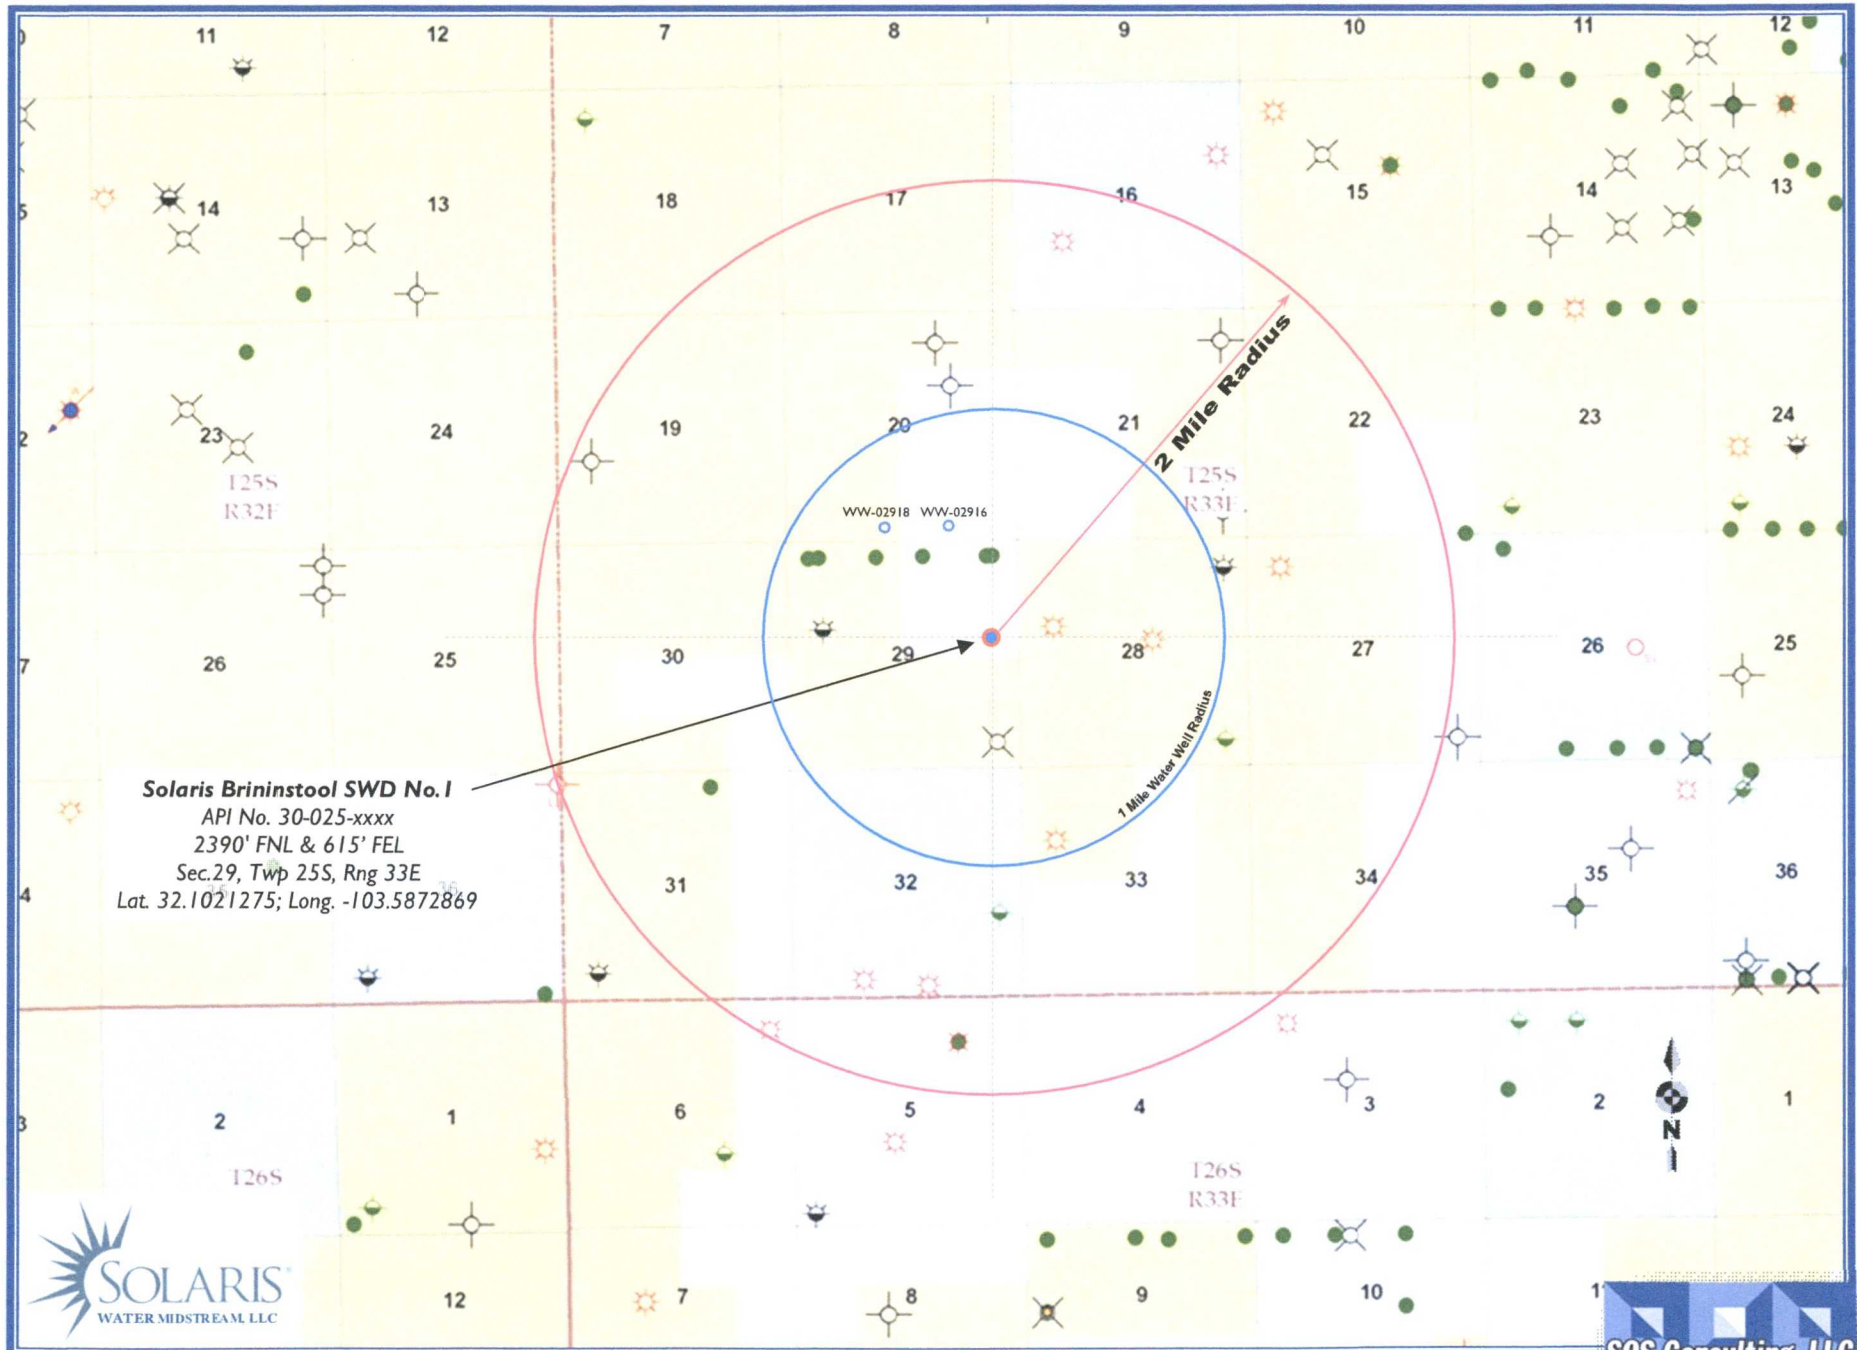 11 12 7 8 9 10 11 12
14 13 18 17 16 15 14 13
23 24 19 20 21 22 23 24
T25S
R32E
T25S
R33E
2 Mile Radius
WW-02918 WW-02916
26 25 30 29 28 27 26 25
1 Mile Water Well Radius
Solaris Brininstool SWD No.1
API No. 30-025-xxxx
2390' FNL & 615' FEL
Sec.29, Twp 25S, Rng 33E
Lat. 32.1021275; Long. -103.5872869
36 31 32 33 34 35 36
2 1 6 5 4 3 2 1
N
T26S
T26S
R33E
12 7 8 9 10
SOLARIS
WATER MIDSTREAM, LLC
SOS Consulting, LLC